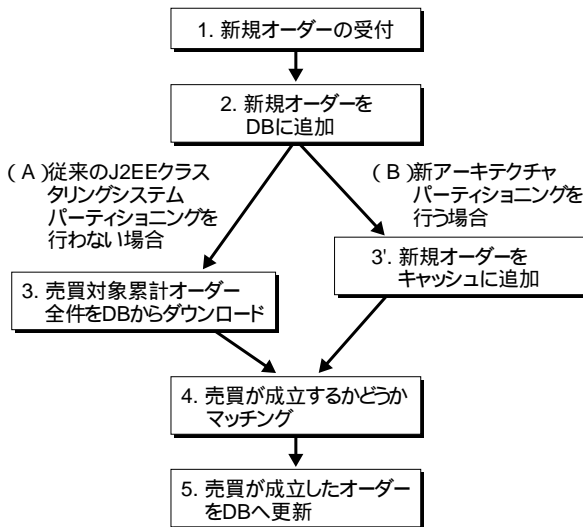 1. 新規オーダーの受付
2. 新規オーダーを
DBに追加
(A)従来のJ2EEクラス
タリングシステム
パーティショニングを
行わない場合
(B)新アーキテクチャ
パーティショニングを
行う場合
3'. 新規オーダーを
キャッシュに追加
3. 売買対象累計オーダー
全件をDBからダウンロード
4. 売買が成立するかどうか
マッチング
5. 売買が成立したオーダー
をDBへ更新